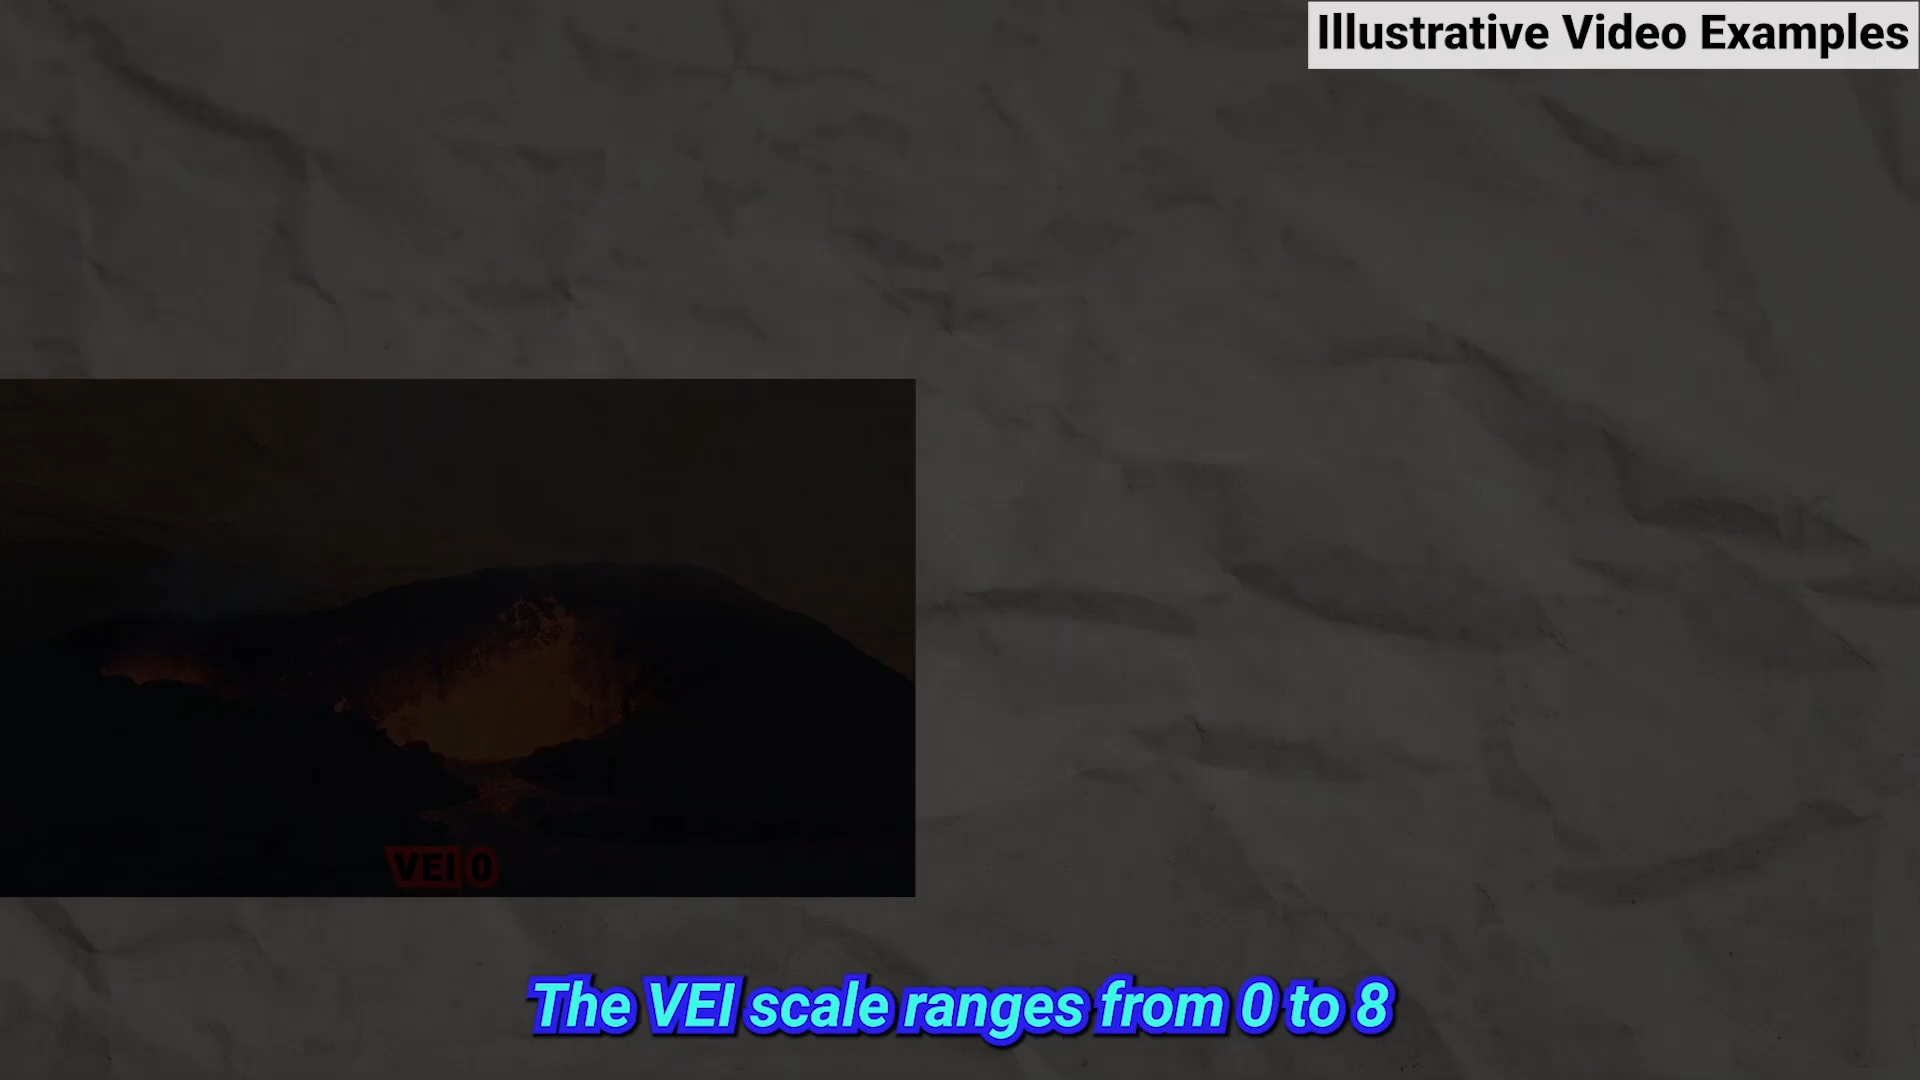 Illustrative Video Examples
VEI 0
The VEI scale ranges from 0 to 8